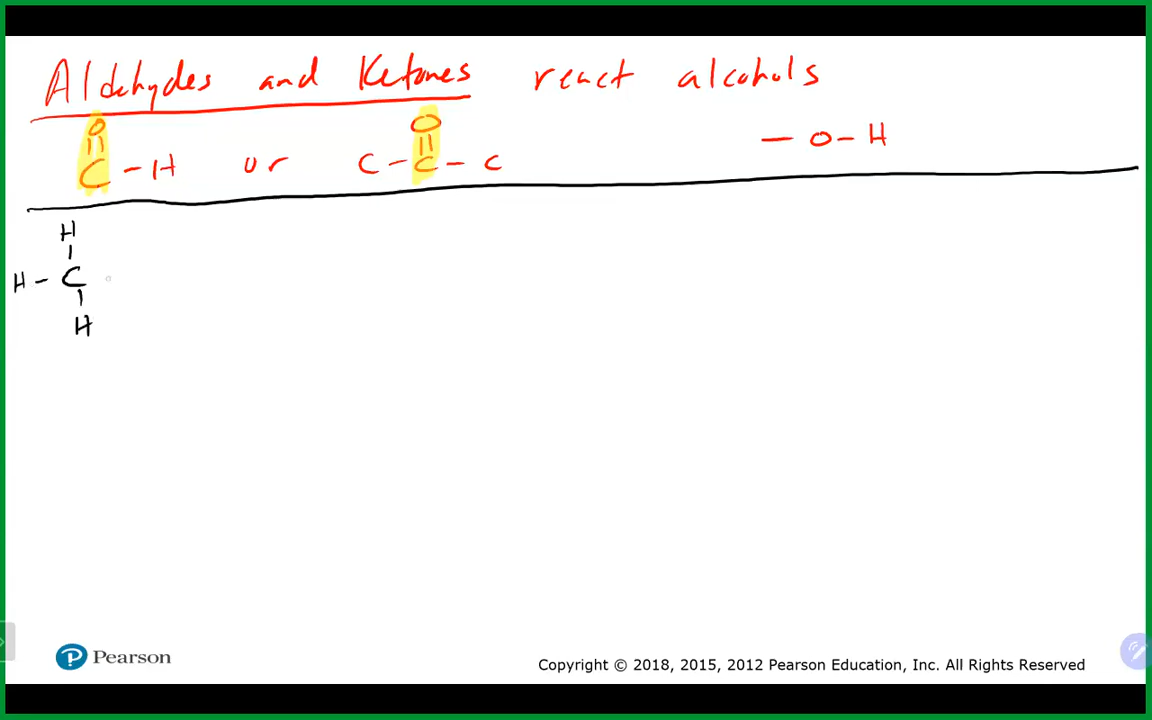 Aldehydes and Ketones react alcohols
O O
C - H or C - C - C - O - H
H
H - C
H
Pearson
Copyright © 2018, 2015, 2012 Pearson Education, Inc. All Rights Reserved